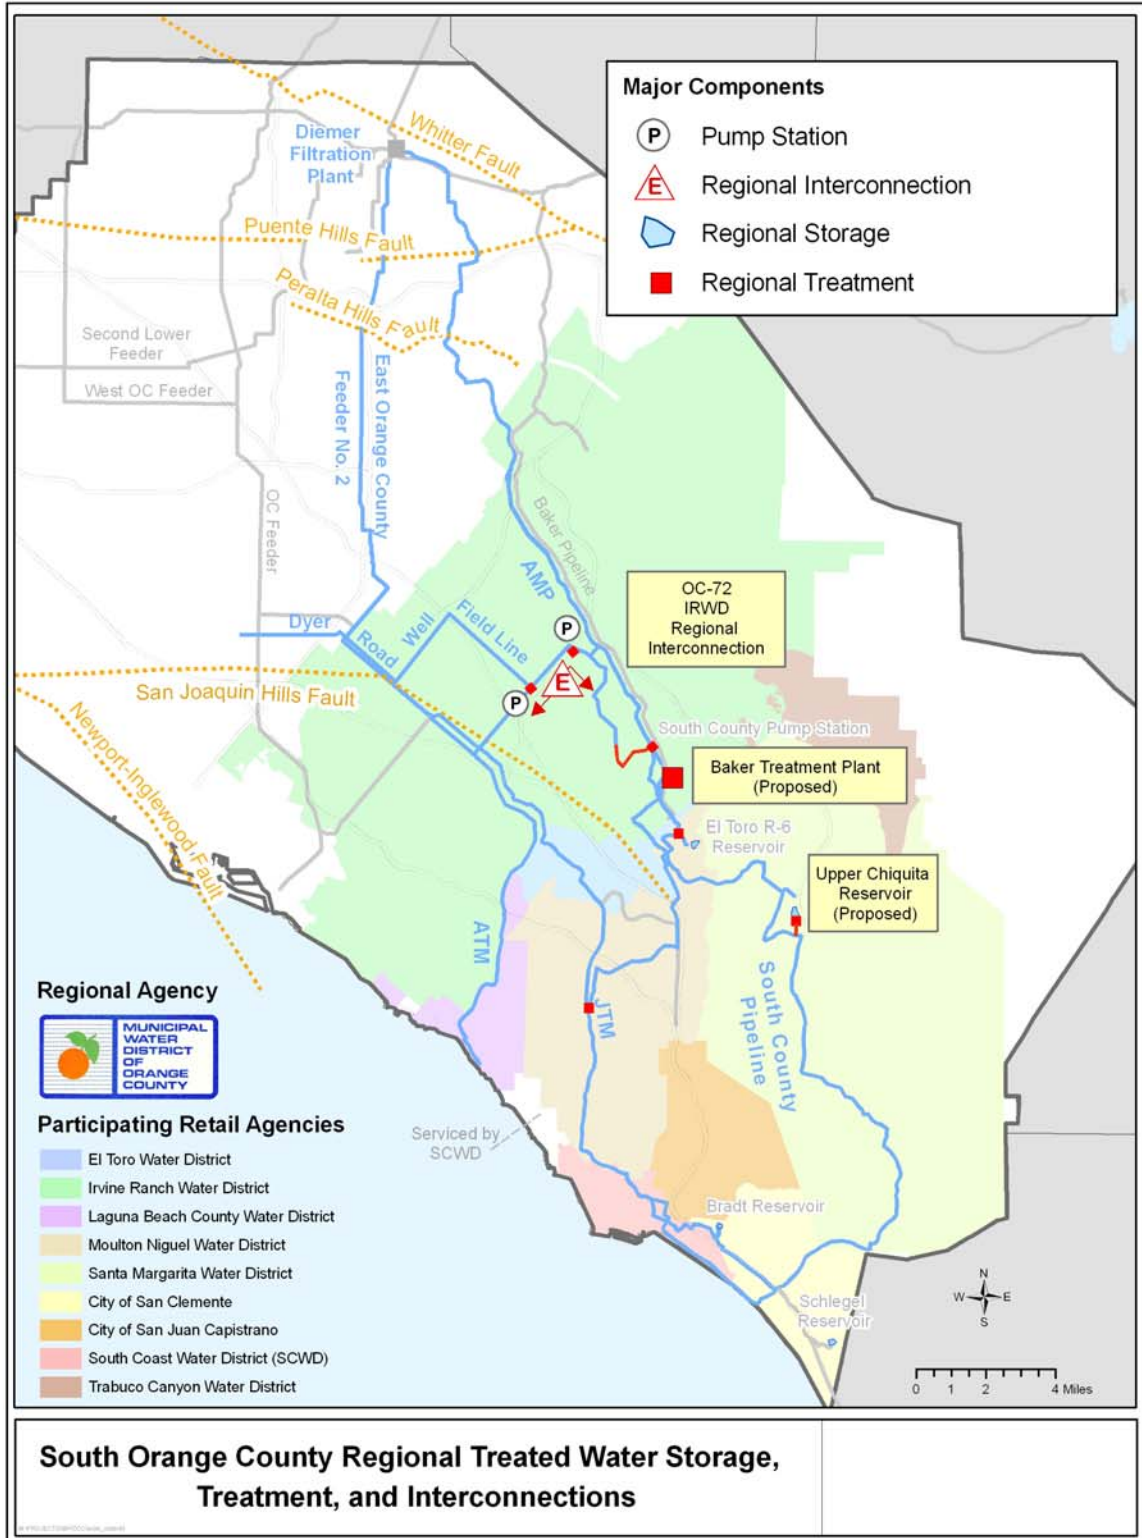 Major Components
P
Pump Station
E
Regional Interconnection
Regional Storage
Regional Treatment
Diemer
Filtration
Plant
Whitter Fault
Puente Hills Fault
Peralta Hills Fault
Second Lower
Feeder
West OC Feeder
East Orange County
Feeder No. 2
OC Feeder
Baker Pipeline
AMP
OC-72
IRWD
Regional
Interconnection
Dyer
Road
Well
Field Line
P
E
P
San Joaquin Hills Fault
Newport-Inglewood Fault
South County Pump Station
Baker Treatment Plant
(Proposed)
El Toro R-6
Reservoir
Upper Chiquita
Reservoir
(Proposed)
ATM
JTM
South County
Pipeline
Regional Agency
MUNICIPAL
WATER
DISTRICT
OF
ORANGE
COUNTY
Participating Retail Agencies
El Toro Water District
Irvine Ranch Water District
Laguna Beach County Water District
Moulton Niguel Water District
Santa Margarita Water District
City of San Clemente
City of San Juan Capistrano
South Coast Water District (SCWD)
Trabuco Canyon Water District
Serviced by
SCWD
Bradt Reservoir
Schlegel
Reservoir
N
W E
S
0 1 2 4 Miles
South Orange County Regional Treated Water Storage,
Treatment, and Interconnections